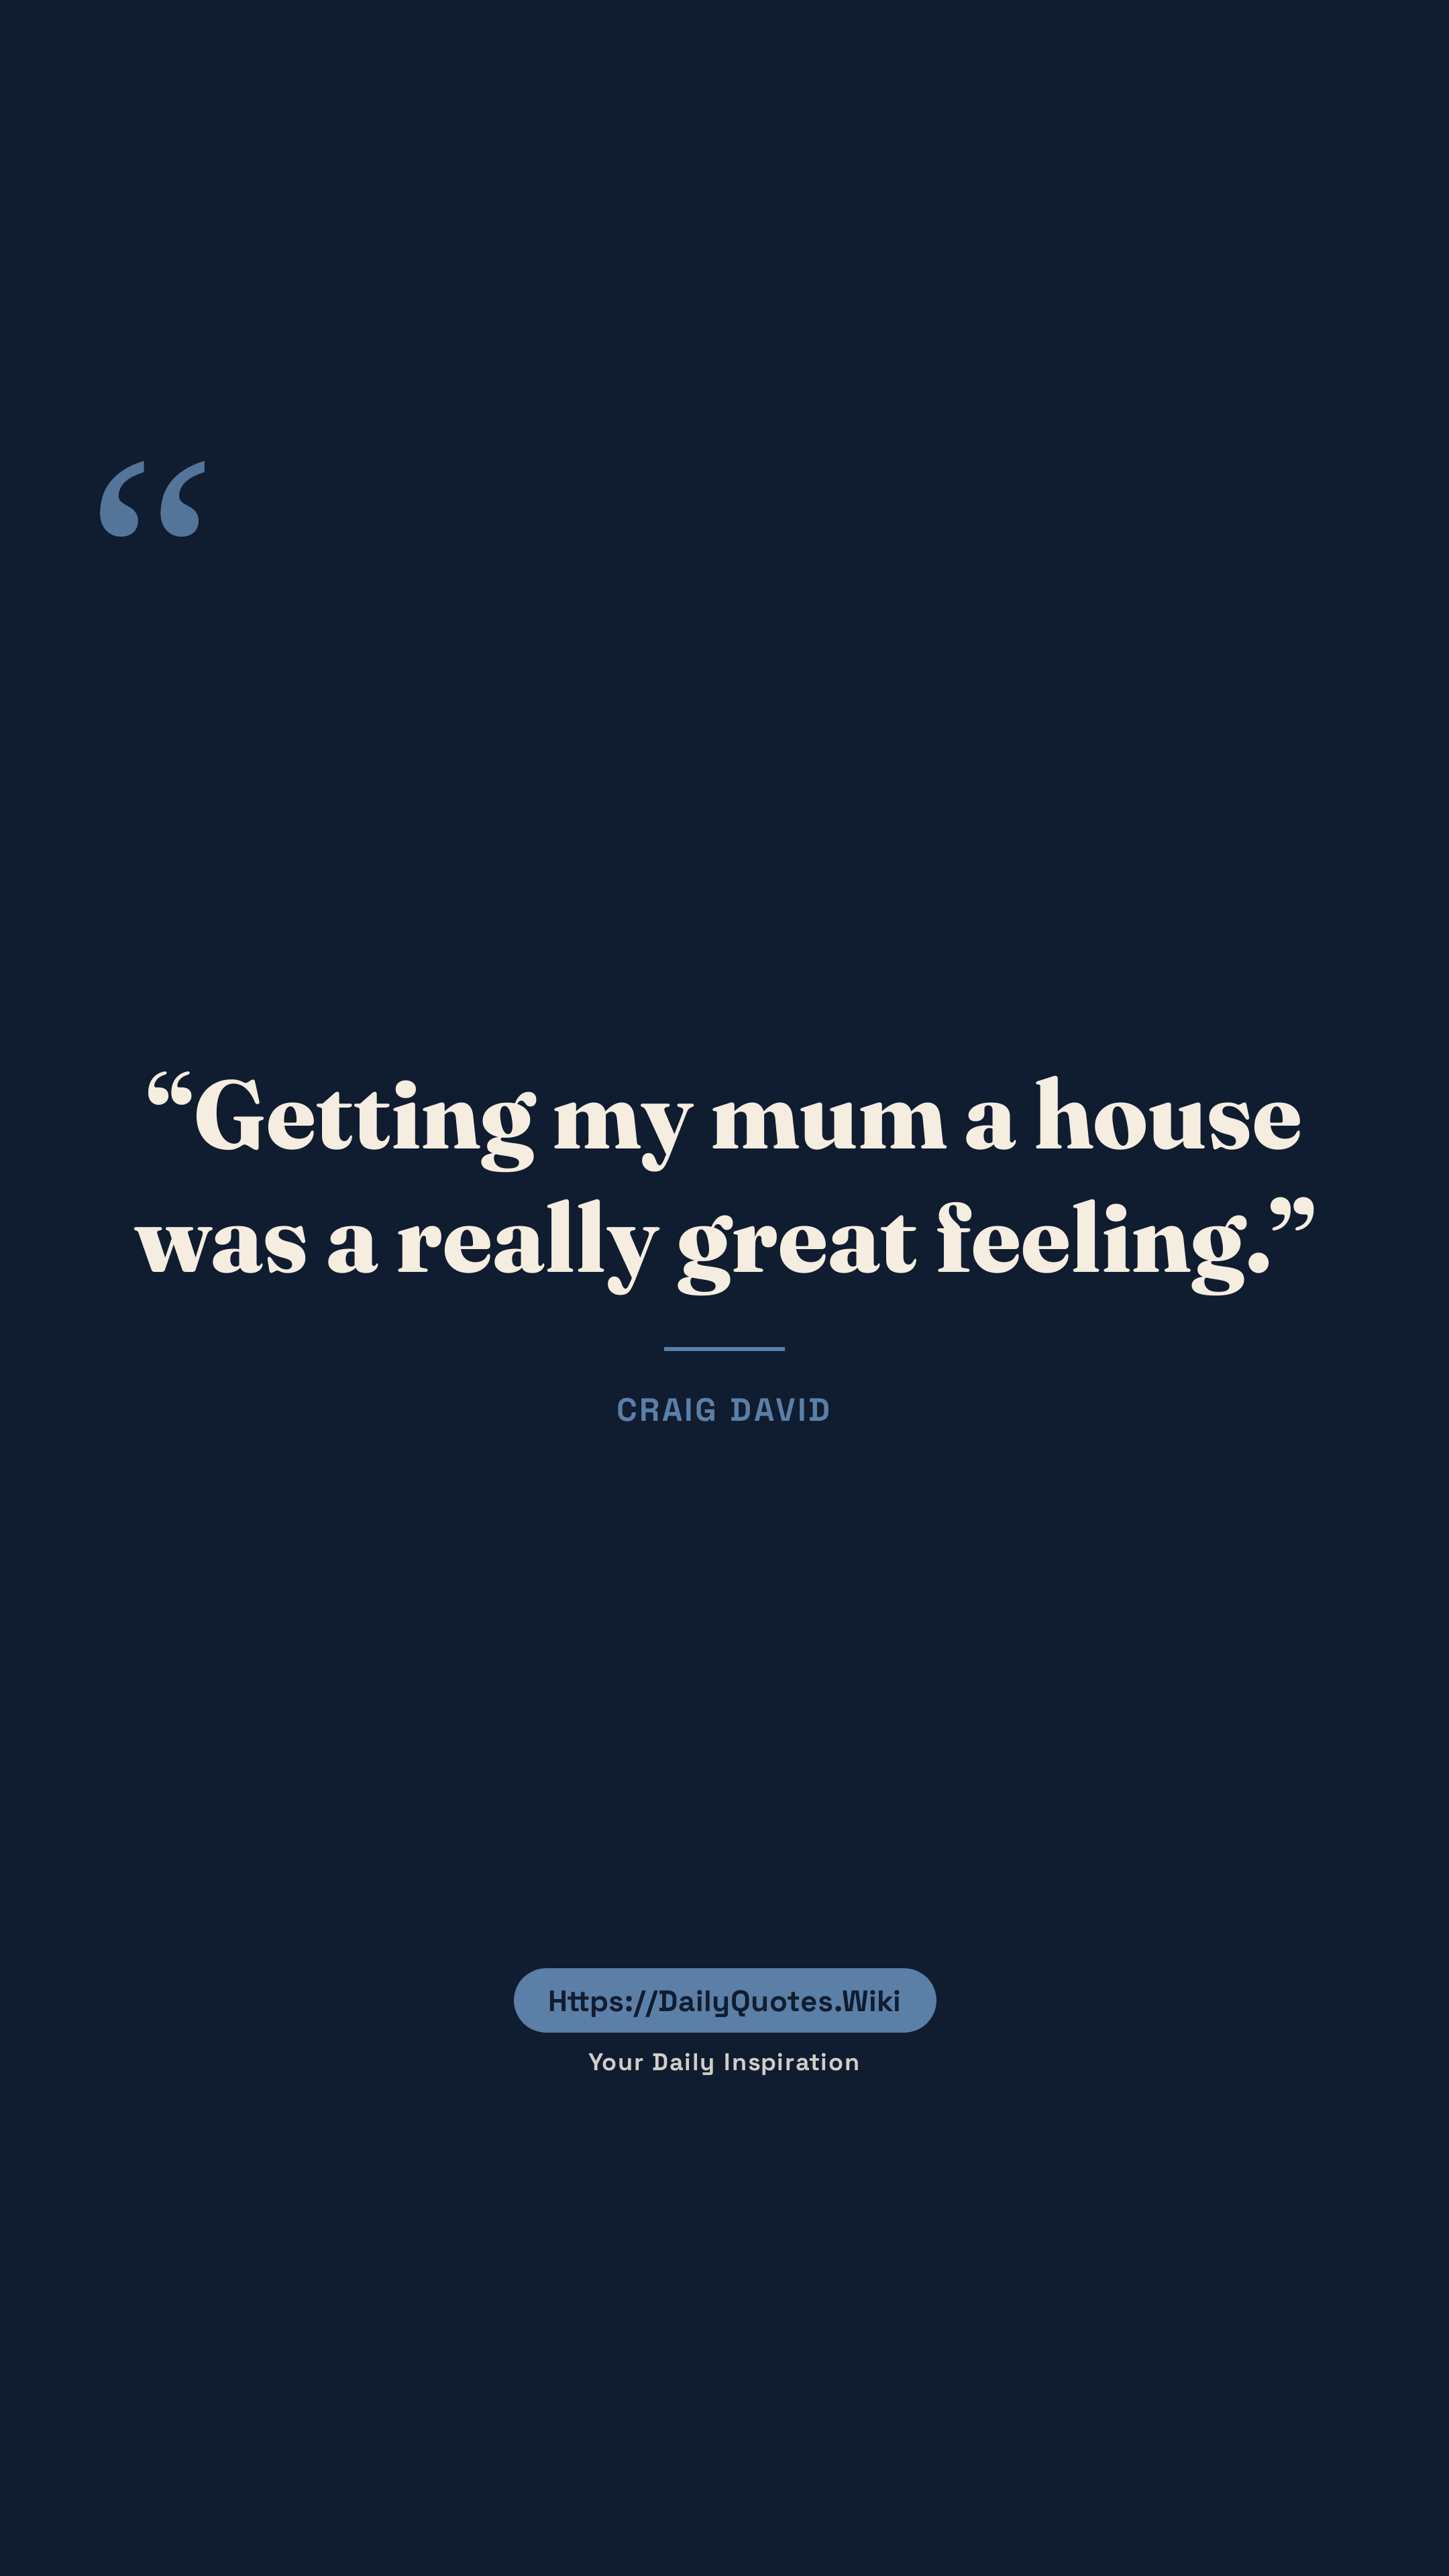 “
“Getting my mum a house
was a really great feeling.”
CRAIG DAVID
Https://DailyQuotes.Wiki
Your Daily Inspiration